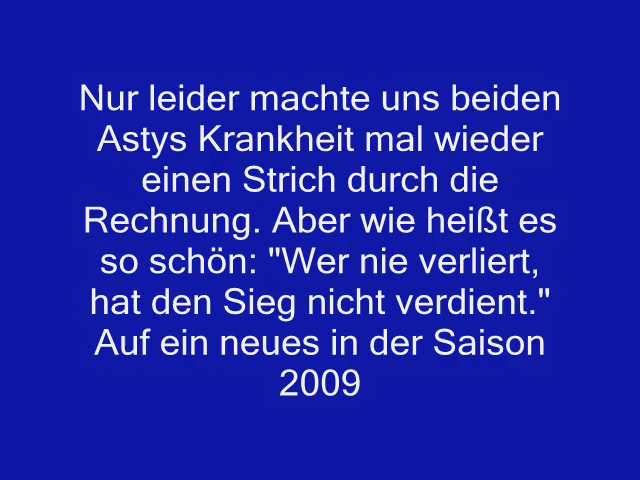 Nur leider machte uns beiden
Astys Krankheit mal wieder
einen Strich durch die
Rechnung. Aber wie heißt es
so schön: "Wer nie verliert,
hat den Sieg nicht verdient."
Auf ein neues in der Saison
2009